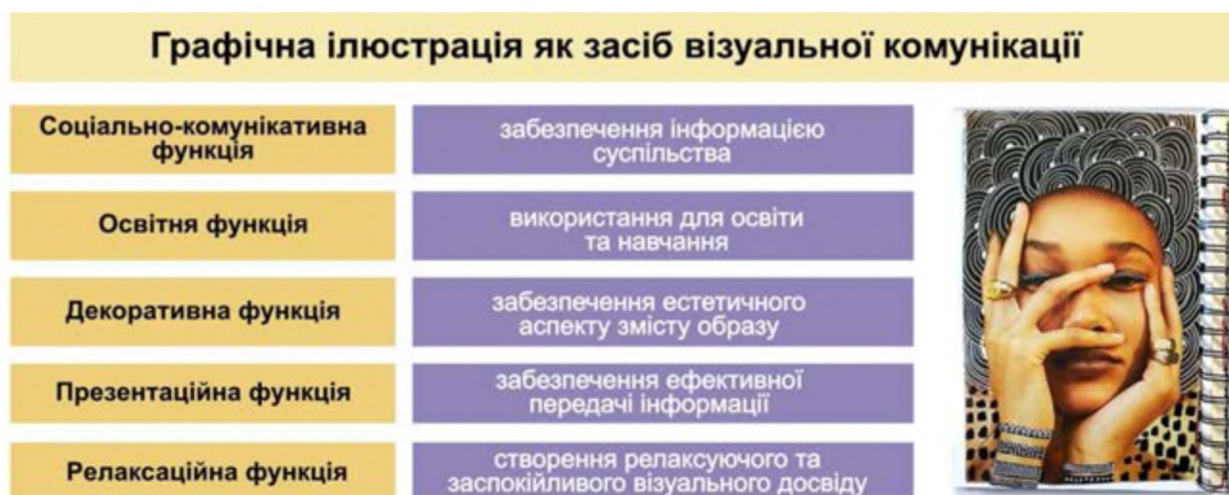 Графічна ілюстрація як засіб візуальної комунікації
Соціально-комунікативна
функція
забезпечення інформацією
суспільства
Освітня функція
використання для освіти
та навчання
Декоративна функція
забезпечення естетичного
аспекту змісту образу
Презентаційна функція
забезпечення ефективної
передачі інформації
Релаксаційна функція
створення релаксуючого та
заспокійливого візуального досвіду